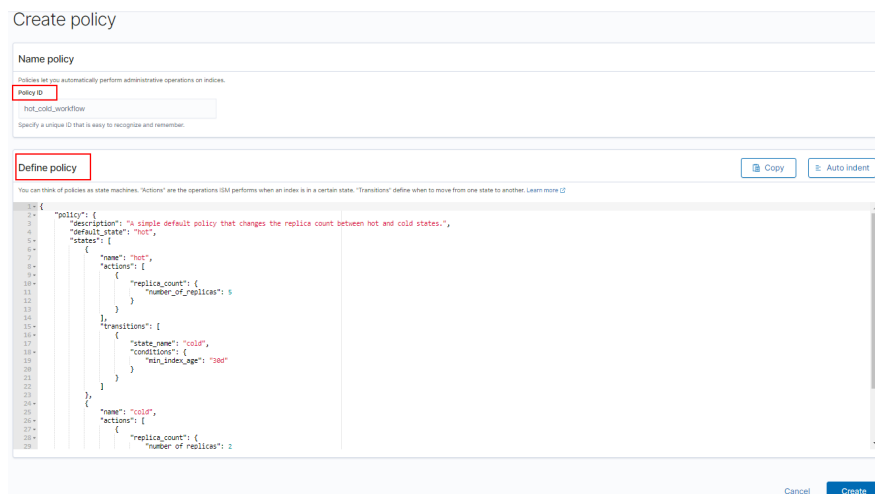 Create policy
Name policy
Policies let you automatically perform administrative operations on indices.
Policy ID
hot_cold_workflow
Specify a unique ID that is easy to recognize and remember.
Define policy
Copy
Auto indent
You can think of policies as state machines. "Actions" are the operations ISM performs when an index is in a certain state. "Transitions" define when to move from one state to another. Learn more
1 {
2 "policy": {
3 "description": "A simple default policy that changes the replica count between hot and cold states.",
4 "default_state": "hot",
5 "states": [
6 {
7 "name": "hot",
8 "actions": [
9 {
10 "replica_count": {
11 "number_of_replicas": 5
12 }
13 }
14 ],
15 "transitions": [
16 {
17 "state_name": "cold",
18 "conditions": {
19 "min_index_age": "30d"
20 }
21 }
22 ]
23 },
24 {
25 "name": "cold",
26 "actions": [
27 {
28 "replica_count": {
29 "number_of_replicas": 2
Cancel
Create